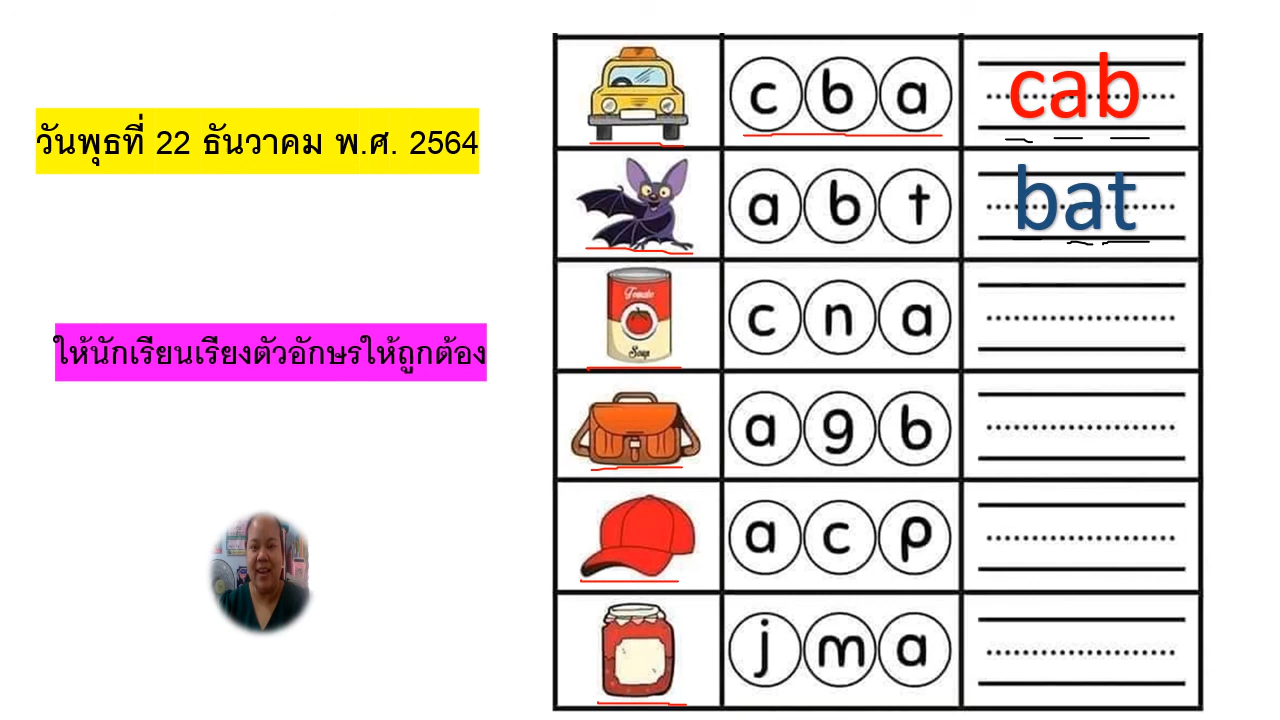 วันพุธที่ 22 ธันวาคม พ.ศ. 2564
ให้นักเรียนเรียงตัวอักษรให้ถูกต้อง
c b a cab
a b t bat
Tomato
Soup
c n a
a g b
a c p
j m a